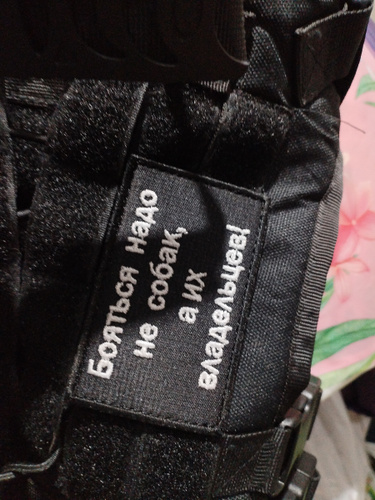 Бояться надо
не собак,
а их
владельцев!